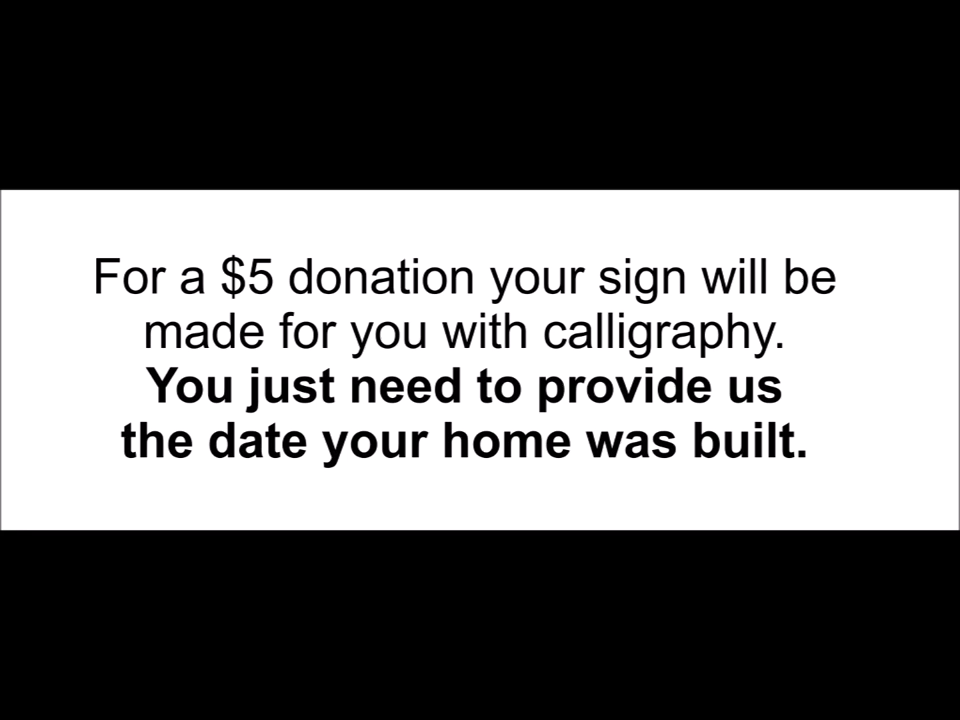 For a $5 donation your sign will be
made for you with calligraphy.
You just need to provide us
the date your home was built.